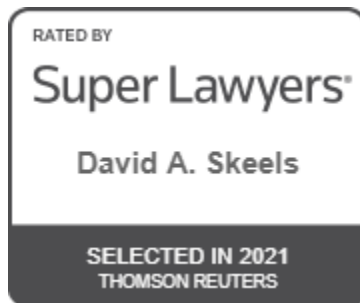 RATED BY
Super Lawyers®
David A. Skeels
SELECTED IN 2021
THOMSON REUTERS